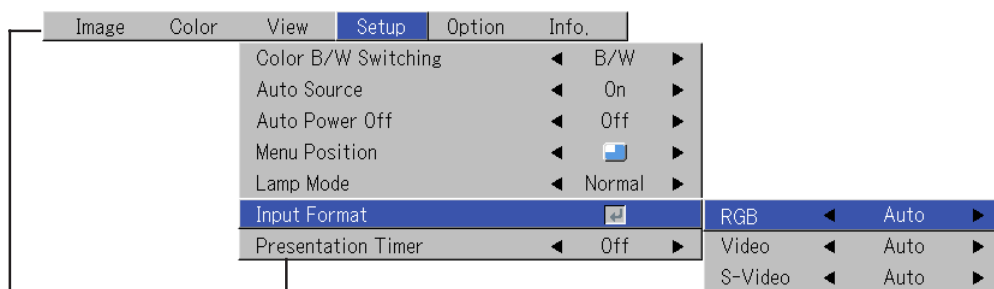 Image Color View Setup Option Info.
Color B/W Switching B/W
Auto Source On
Auto Power Off Off
Menu Position
Lamp Mode Normal
Input Format
RGB Auto
Presentation Timer Off
Video Auto
S-Video Auto